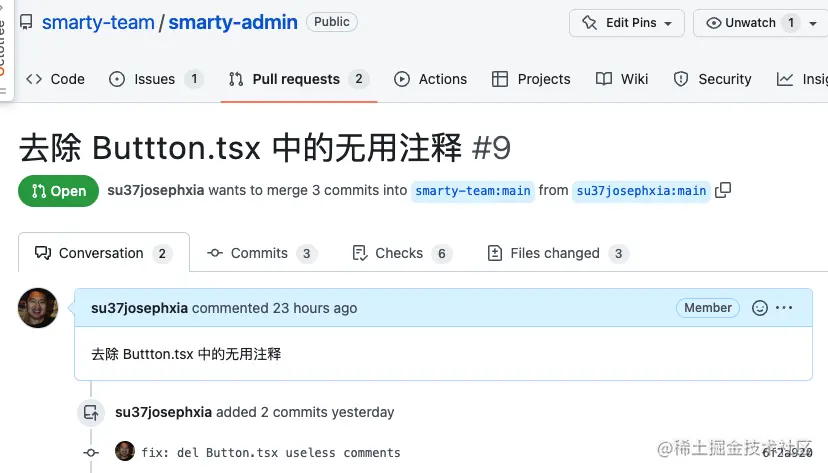 smarty-team / smarty-admin Public Edit Pins Unwatch 1
Code Issues 1 Pull requests 2 Actions Projects Wiki Security
去除 Buttton.tsx 中的无用注释 #9
Open su37josephxia wants to merge 3 commits into smarty-team:main from su37josephxia:main
Conversation 2 Commits 3 Checks 6 Files changed 3
su37josephxia commented 23 hours ago Member
去除 Buttton.tsx 中的无用注释
su37josephxia added 2 commits yesterday
fix: del Button.tsx useless comments
@稀土掘金技术社区